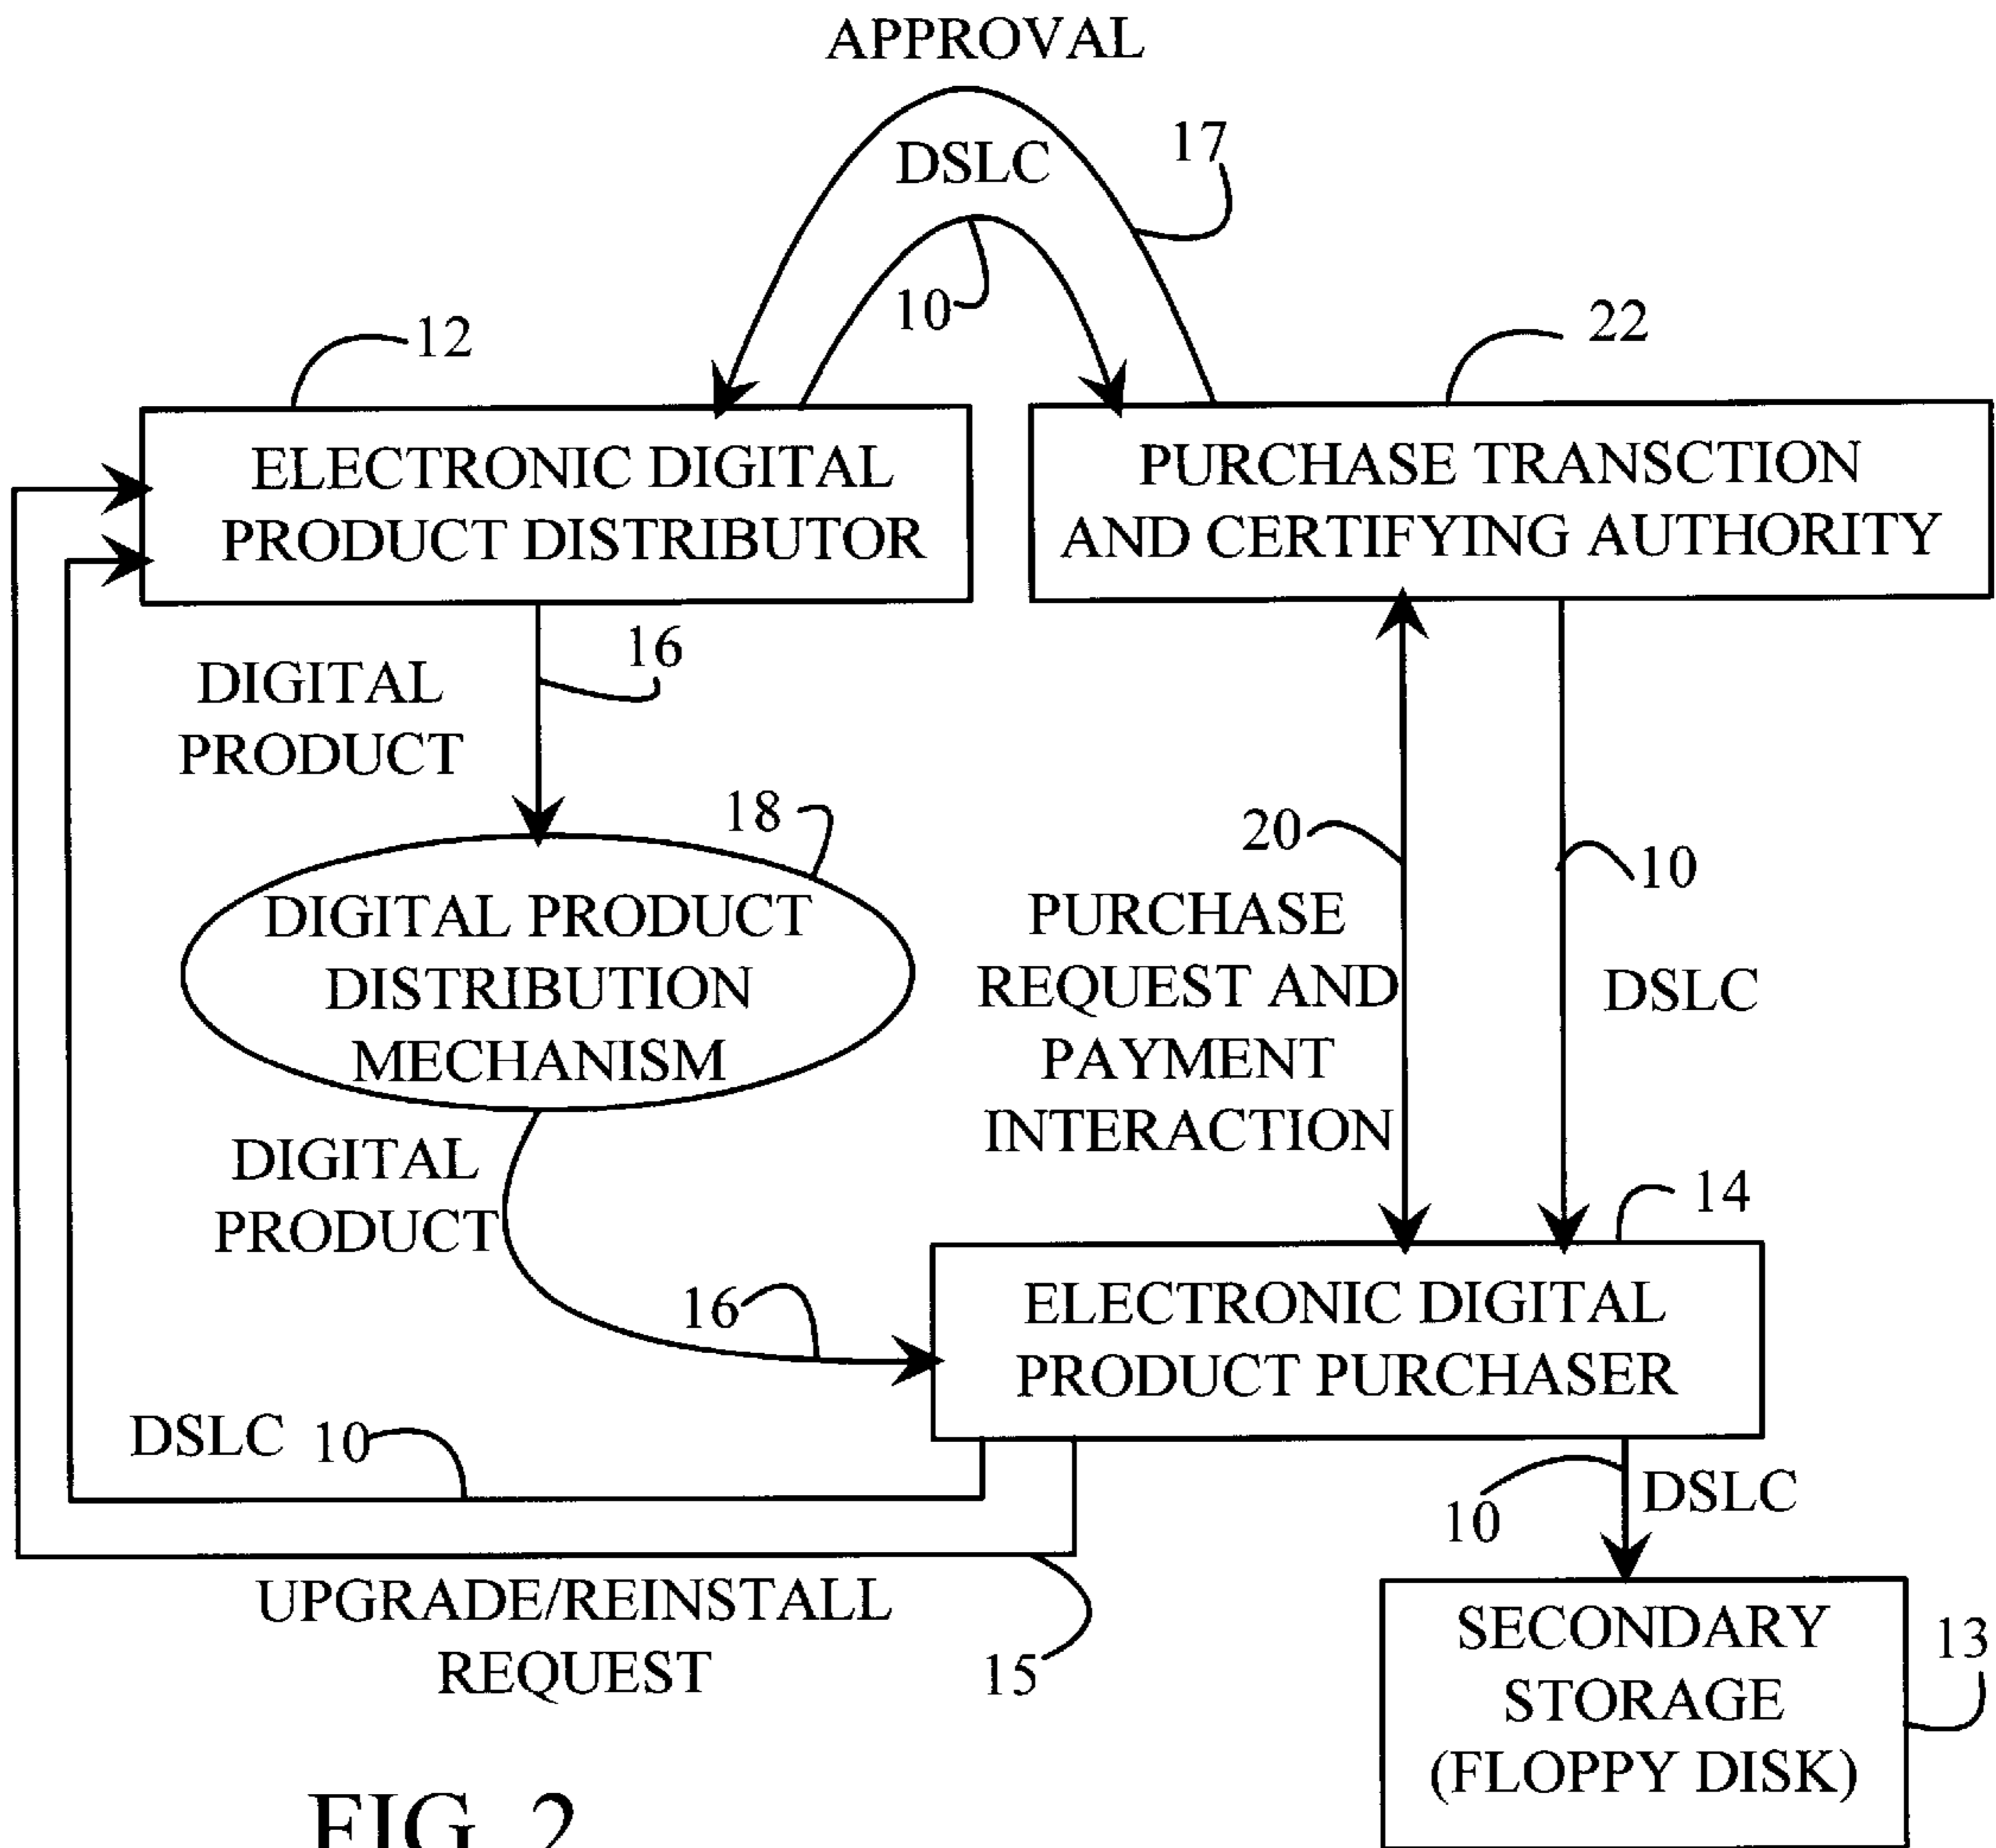 APPROVAL
DSLC
17
10
12
22
ELECTRONIC DIGITAL
PRODUCT DISTRIBUTOR
PURCHASE TRANSCTION
AND CERTIFYING AUTHORITY
16
DIGITAL
PRODUCT
18
DIGITAL PRODUCT
DISTRIBUTION
MECHANISM
20
PURCHASE
REQUEST AND
PAYMENT
INTERACTION
10
DSLC
DIGITAL
PRODUCT
14
16
ELECTRONIC DIGITAL
PRODUCT PURCHASER
DSLC 10
10
DSLC
UPGRADE/REINSTALL
REQUEST
15
SECONDARY
STORAGE
(FLOPPY DISK)
13
FIG. 2